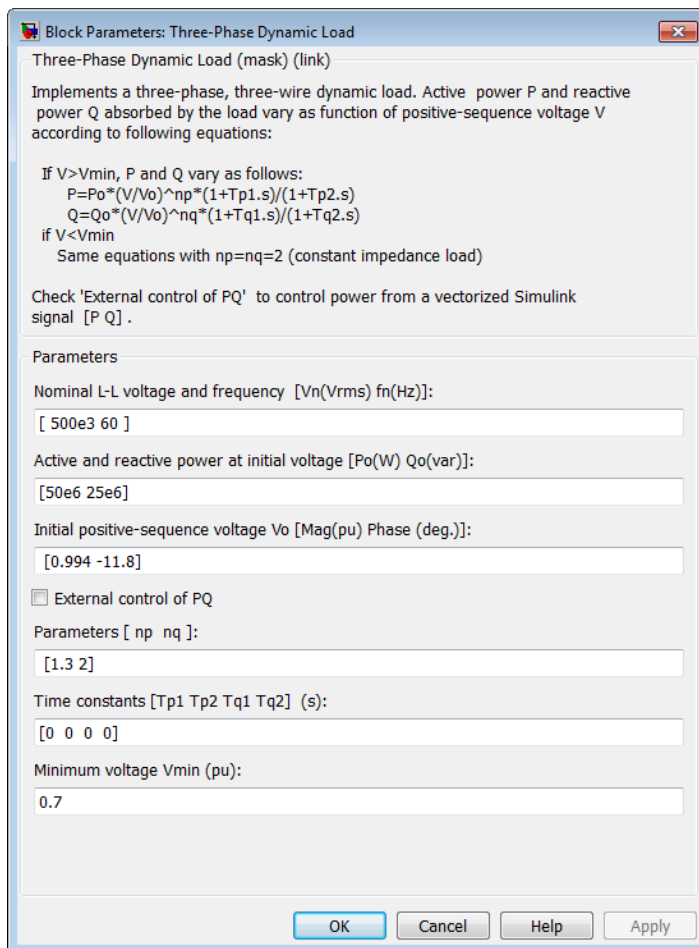 Block Parameters: Three-Phase Dynamic Load
Three-Phase Dynamic Load (mask) (link)
Implements a three-phase, three-wire dynamic load. Active  power P and reactive
power Q absorbed by the load vary as function of positive-sequence voltage V
according to following equations:
If V>Vmin, P and Q vary as follows:
P=Po*(V/Vo)^np*(1+Tp1.s)/(1+Tp2.s)
Q=Qo*(V/Vo)^nq*(1+Tq1.s)/(1+Tq2.s)
if V<Vmin
Same equations with np=nq=2 (constant impedance load)
Check 'External control of PQ'  to control power from a vectorized Simulink
signal  [P Q] .
Parameters
Nominal L-L voltage and frequency  [Vn(Vrms) fn(Hz)]:
[ 500e3 60 ]
Active and reactive power at initial voltage [Po(W) Qo(var)]:
[50e6 25e6]
Initial positive-sequence voltage Vo [Mag(pu) Phase (deg.)]:
[0.994 -11.8]
External control of PQ
Parameters [ np  nq ]:
[1.3 2]
Time constants [Tp1 Tp2 Tq1 Tq2]  (s):
[0  0  0  0]
Minimum voltage Vmin (pu):
0.7
OK Cancel Help Apply